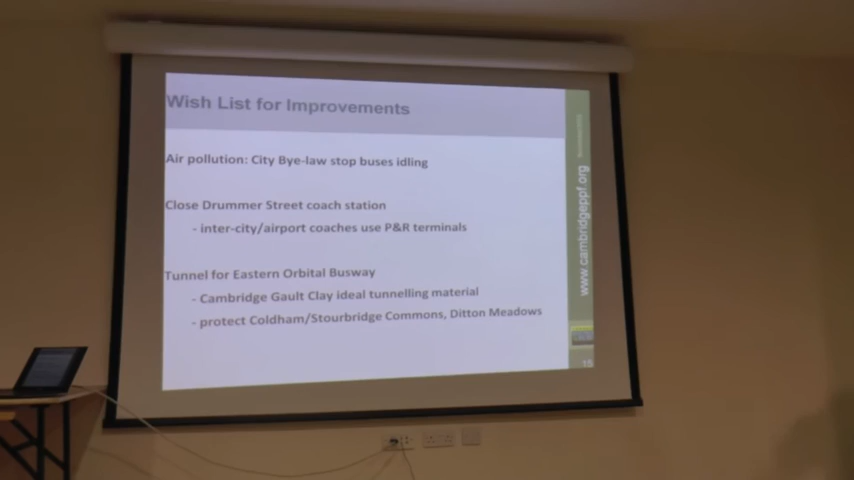 Wish List for Improvements
Air pollution: City Bye-law stop buses idling
Close Drummer Street coach station
- inter-city/airport coaches use P&R terminals
Tunnel for Eastern Orbital Busway
- Cambridge Gault Clay ideal tunnelling material
- protect Coldham/Stourbridge Commons, Ditton Meadows
www.cambridgeppf.org
15